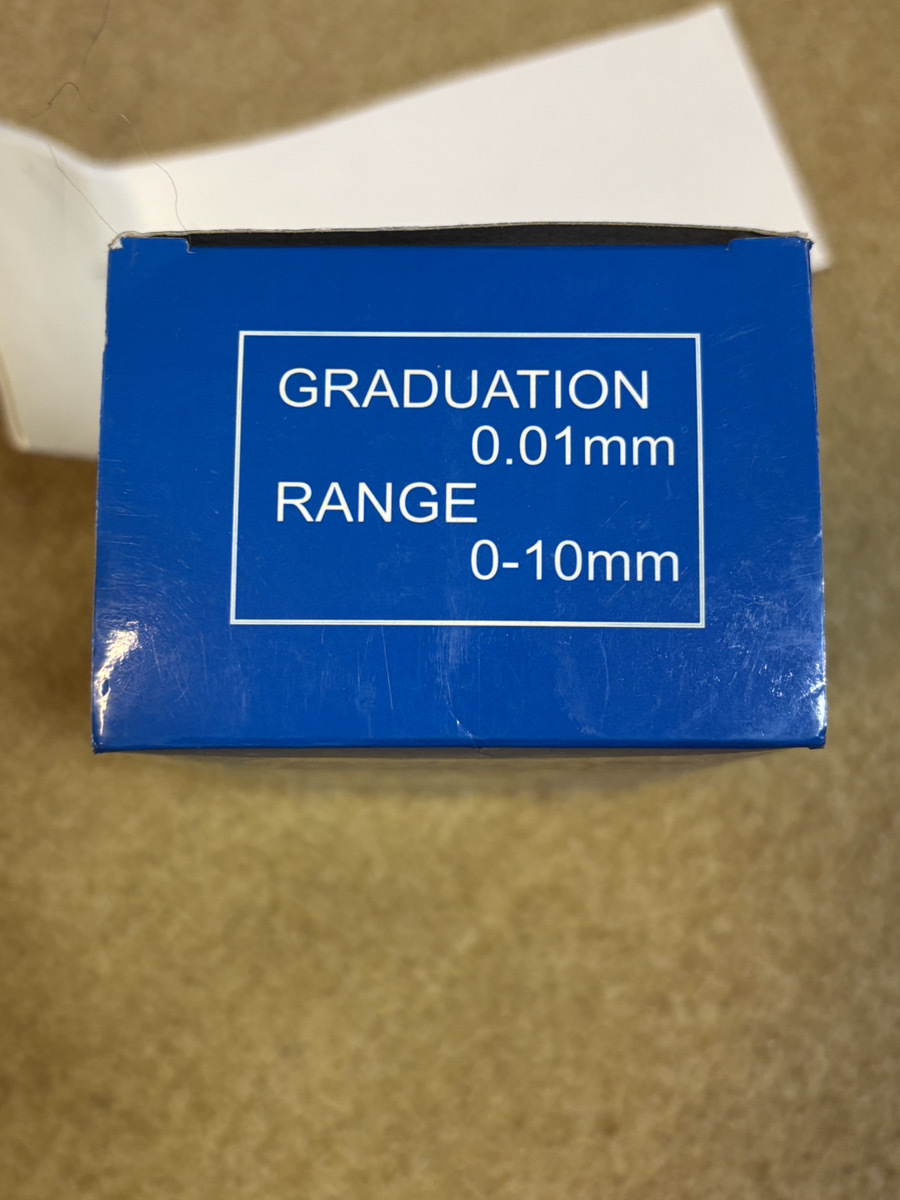 GRADUATION
0.01mm
RANGE
0-10mm